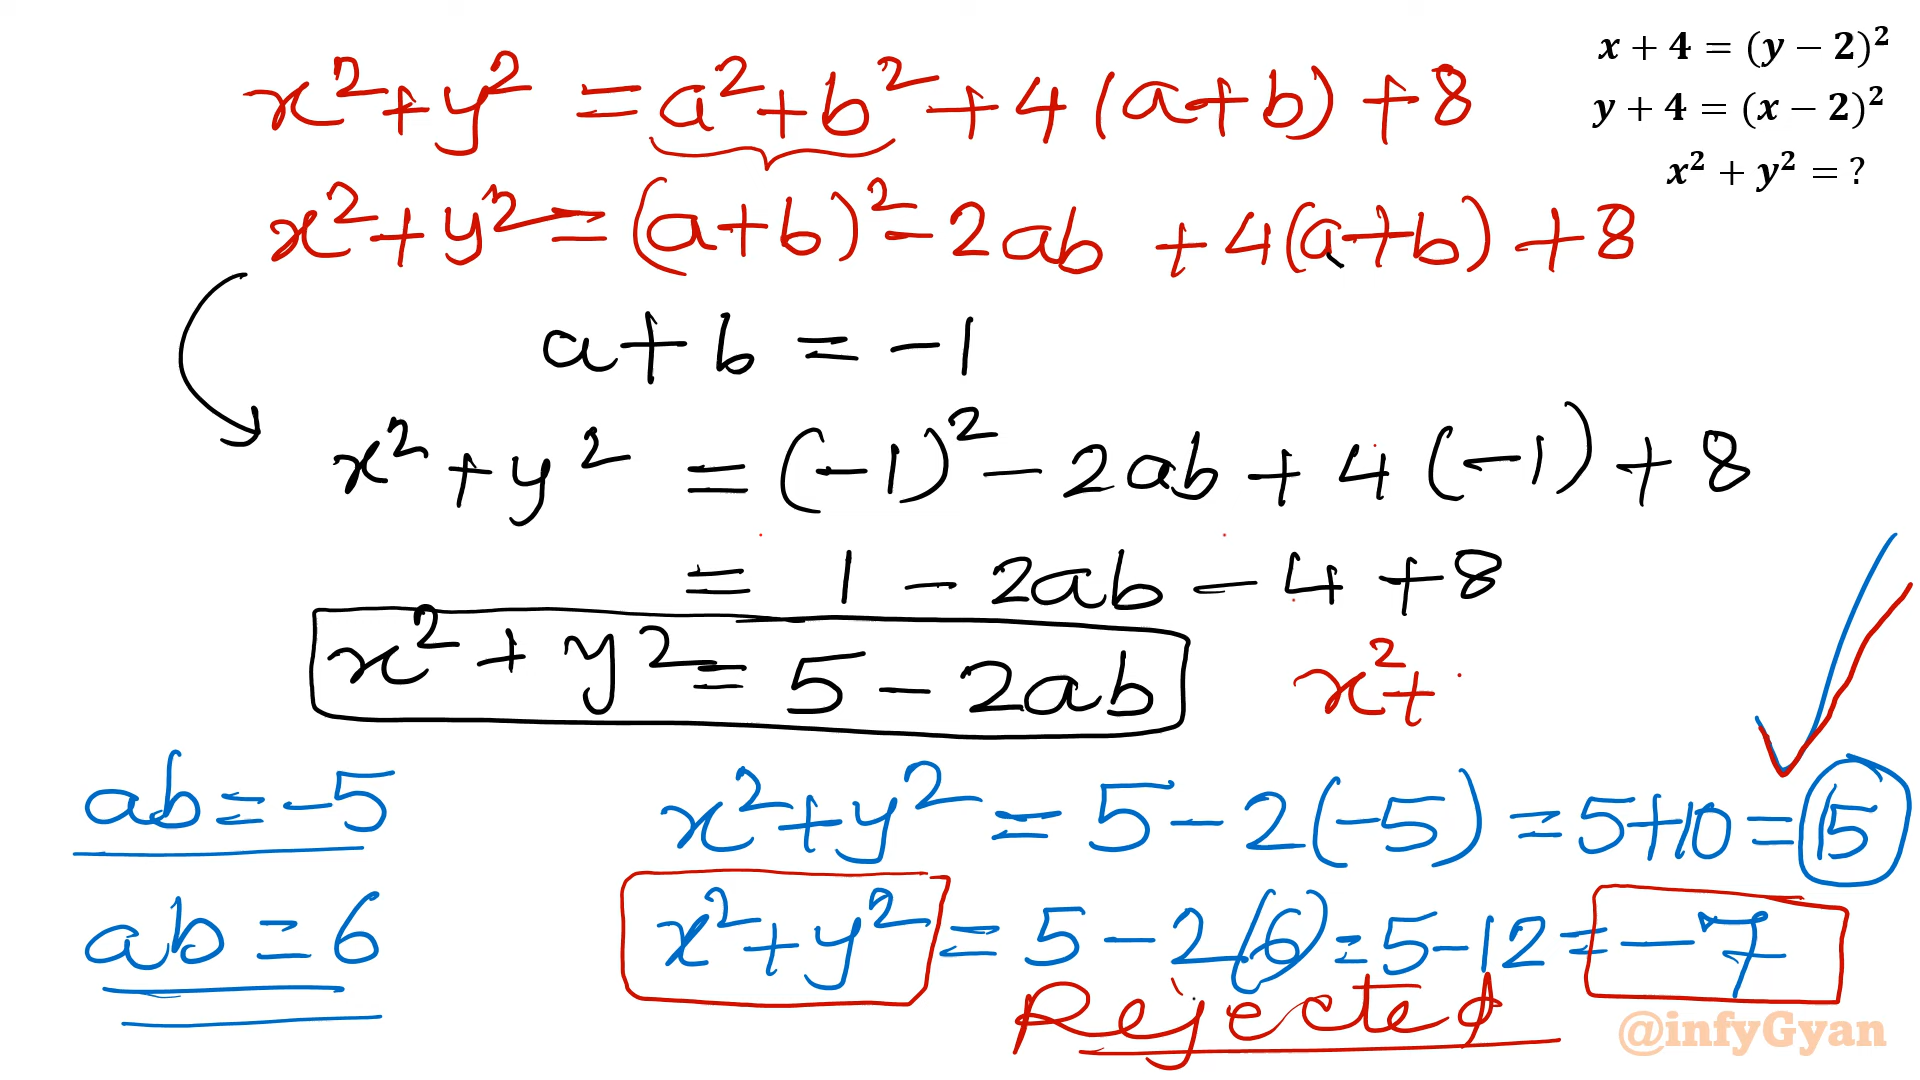 x + 4 = (y − 2)²
y + 4 = (x − 2)²
x² + y² = ?
x² + y² = a² + b² + 4(a+b) + 8
x² + y² = (a+b)² − 2ab + 4(a+b) + 8
a + b = −1
x² + y² = (−1)² − 2ab + 4(−1) + 8
= 1 − 2ab − 4 + 8
x² + y² = 5 − 2ab
x² +
ab = −5
x² + y² = 5 − 2(−5) = 5+10 = 15
ab = 6
x² + y² = 5 − 2(6) = 5−12 = −7
Rejected
@infyGyan